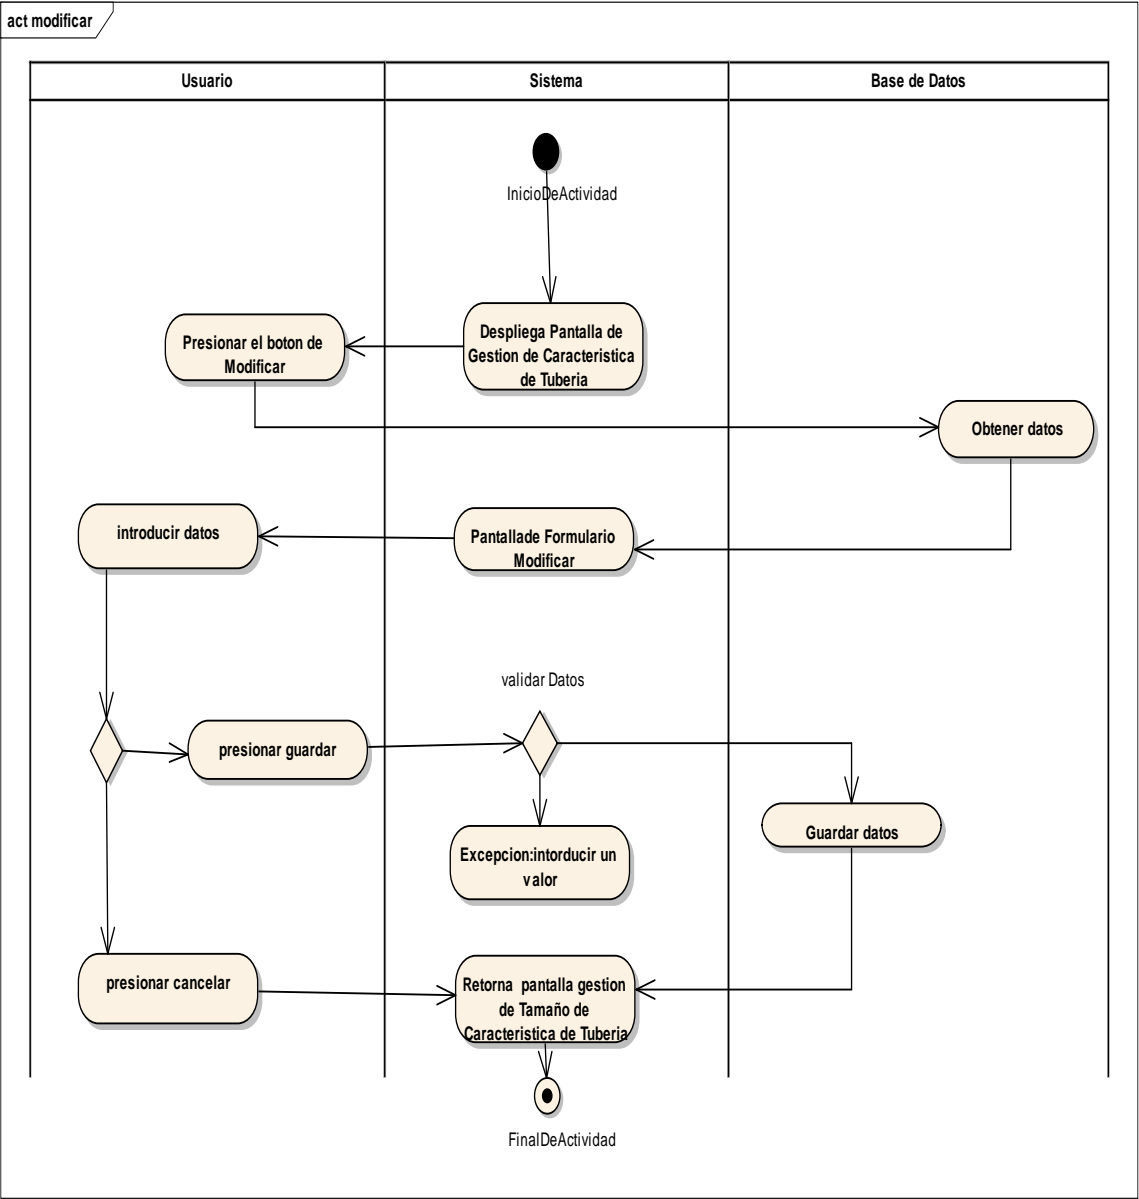 act modificar
Usuario
Sistema
Base de Datos
InicioDeActividad
Despliega Pantalla de
Gestion de Caracteristica
de Tuberia
Presionar el boton de
Modificar
Obtener datos
introducir datos
Pantallade Formulario
Modificar
validar Datos
presionar guardar
Guardar datos
Excepcion:intorducir un
valor
presionar cancelar
Retorna pantalla gestion
de Tamaño de
Caracteristica de Tuberia
FinalDeActividad